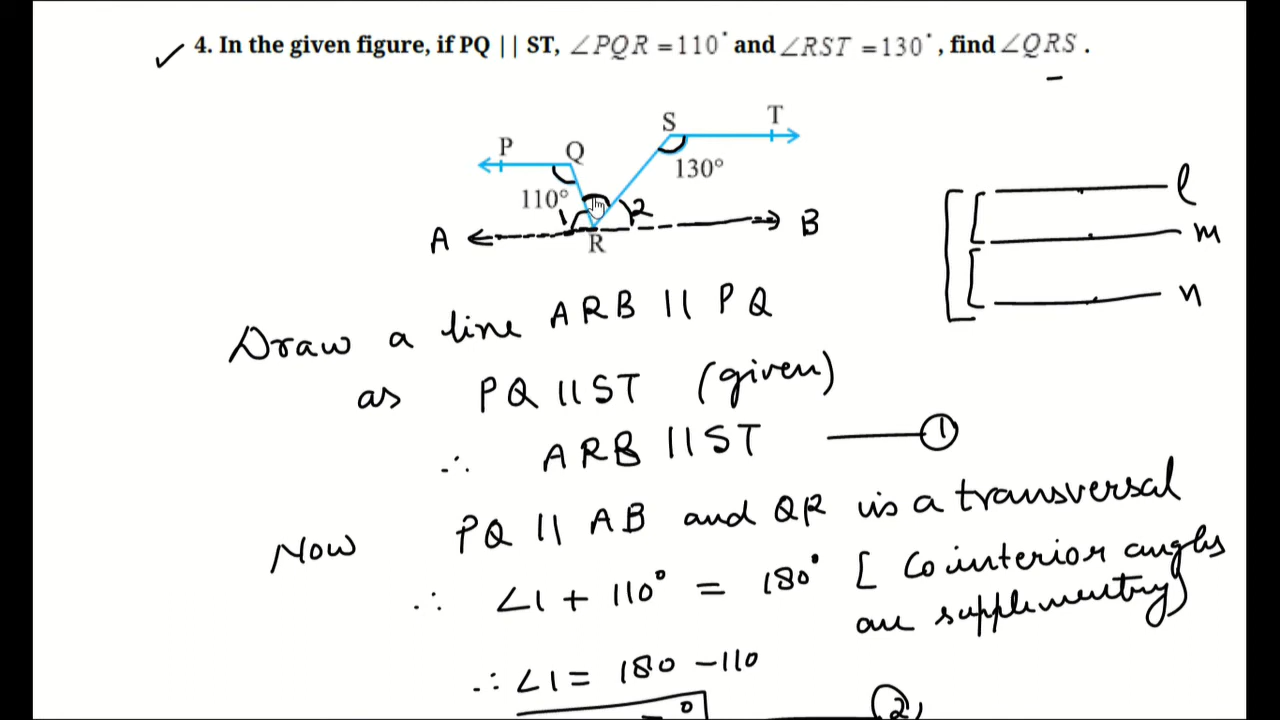 4. In the given figure, if PQ || ST, ∠PQR = 110° and ∠RST = 130°, find ∠QRS.
S T
P Q
130°
110°
1 2
A R B
l
m
n
Draw a line ARB || PQ
as PQ || ST (given)
∴ ARB || ST ——— ①
Now PQ || AB and QR is a transversal
∴ ∠1 + 110° = 180° [ Co interior angles
are supplementry)
∴ ∠1 = 180 - 110